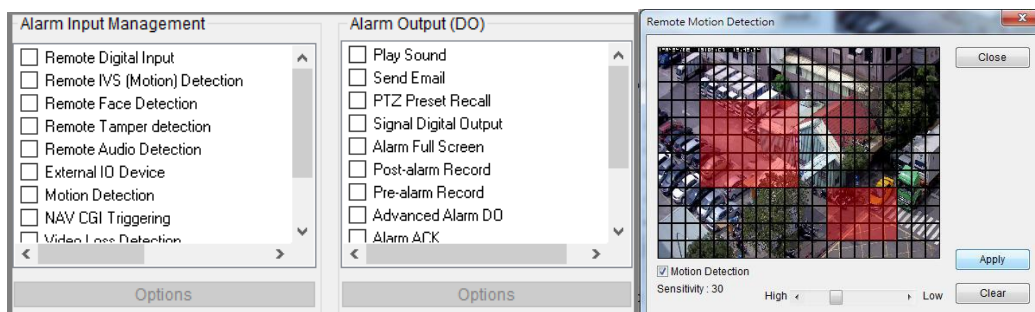 Alarm Input Management
Remote Digital Input
Remote IVS (Motion) Detection
Remote Face Detection
Remote Tamper detection
Remote Audio Detection
External IO Device
Motion Detection
NAV CGI Triggering
Video Loss Detection
Options
Alarm Output (DO)
Play Sound
Send Email
PTZ Preset Recall
Signal Digital Output
Alarm Full Screen
Post-alarm Record
Pre-alarm Record
Advanced Alarm DO
Alarm ACK
Options
Remote Motion Detection
x
Close
Motion Detection
Apply
Sensitivity : 30
High
Low
Clear